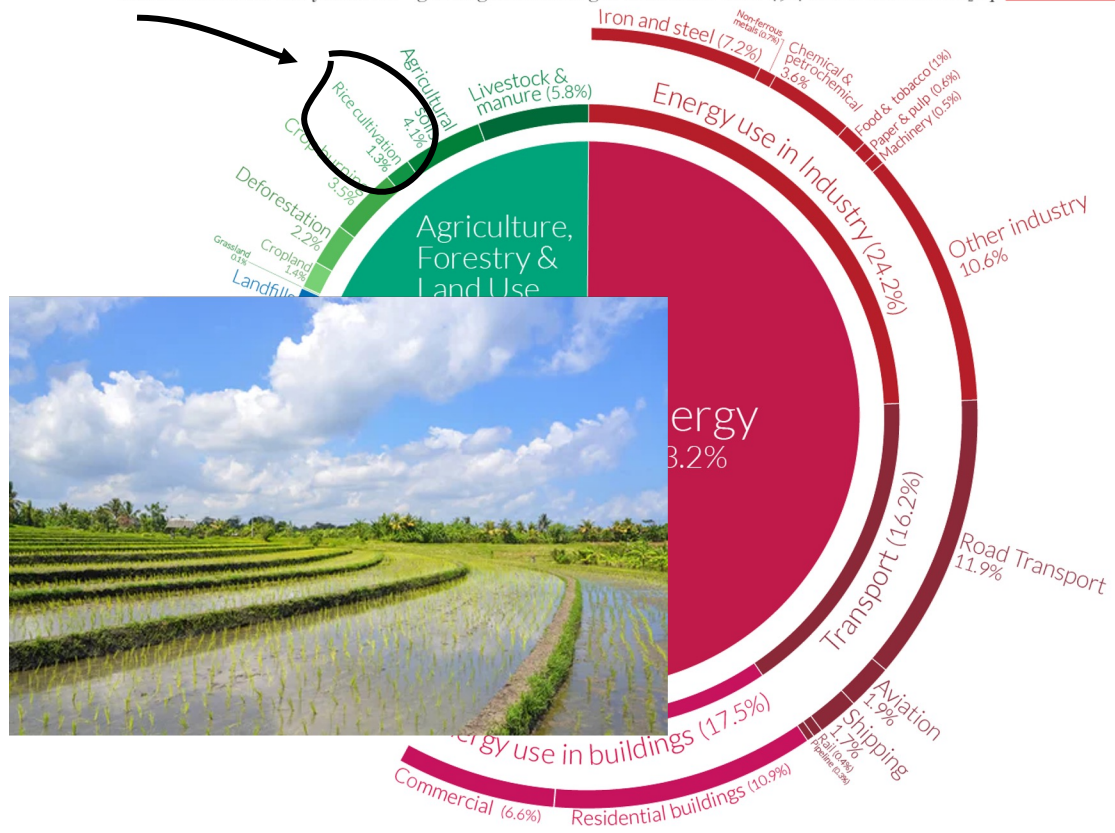 Iron and steel (7.2%)
Non-ferrous
metals (0.7%)
Chemical &
petrochemical
3.6%
Food & tobacco (1%)
Paper & pulp (0.6%)
Machinery (0.5%)
Livestock &
manure (5.8%)
Agricultural
soils
4.1%
Rice cultivation
1.3%
Crop burning
3.5%
Deforestation
2.2%
Cropland
1.4%
Grassland
0.1%
Landfills
Energy use in Industry (24.2%)
Other industry
10.6%
Agriculture,
Forestry &
Land Use
ergy
3.2%
Transport (16.2%)
Road Transport
11.9%
Aviation
1.9%
Shipping
1.7%
Rail (0.4%)
Pipeline (0.3%)
ergy use in buildings (17.5%)
Commercial (6.6%)
Residential buildings (10.9%)